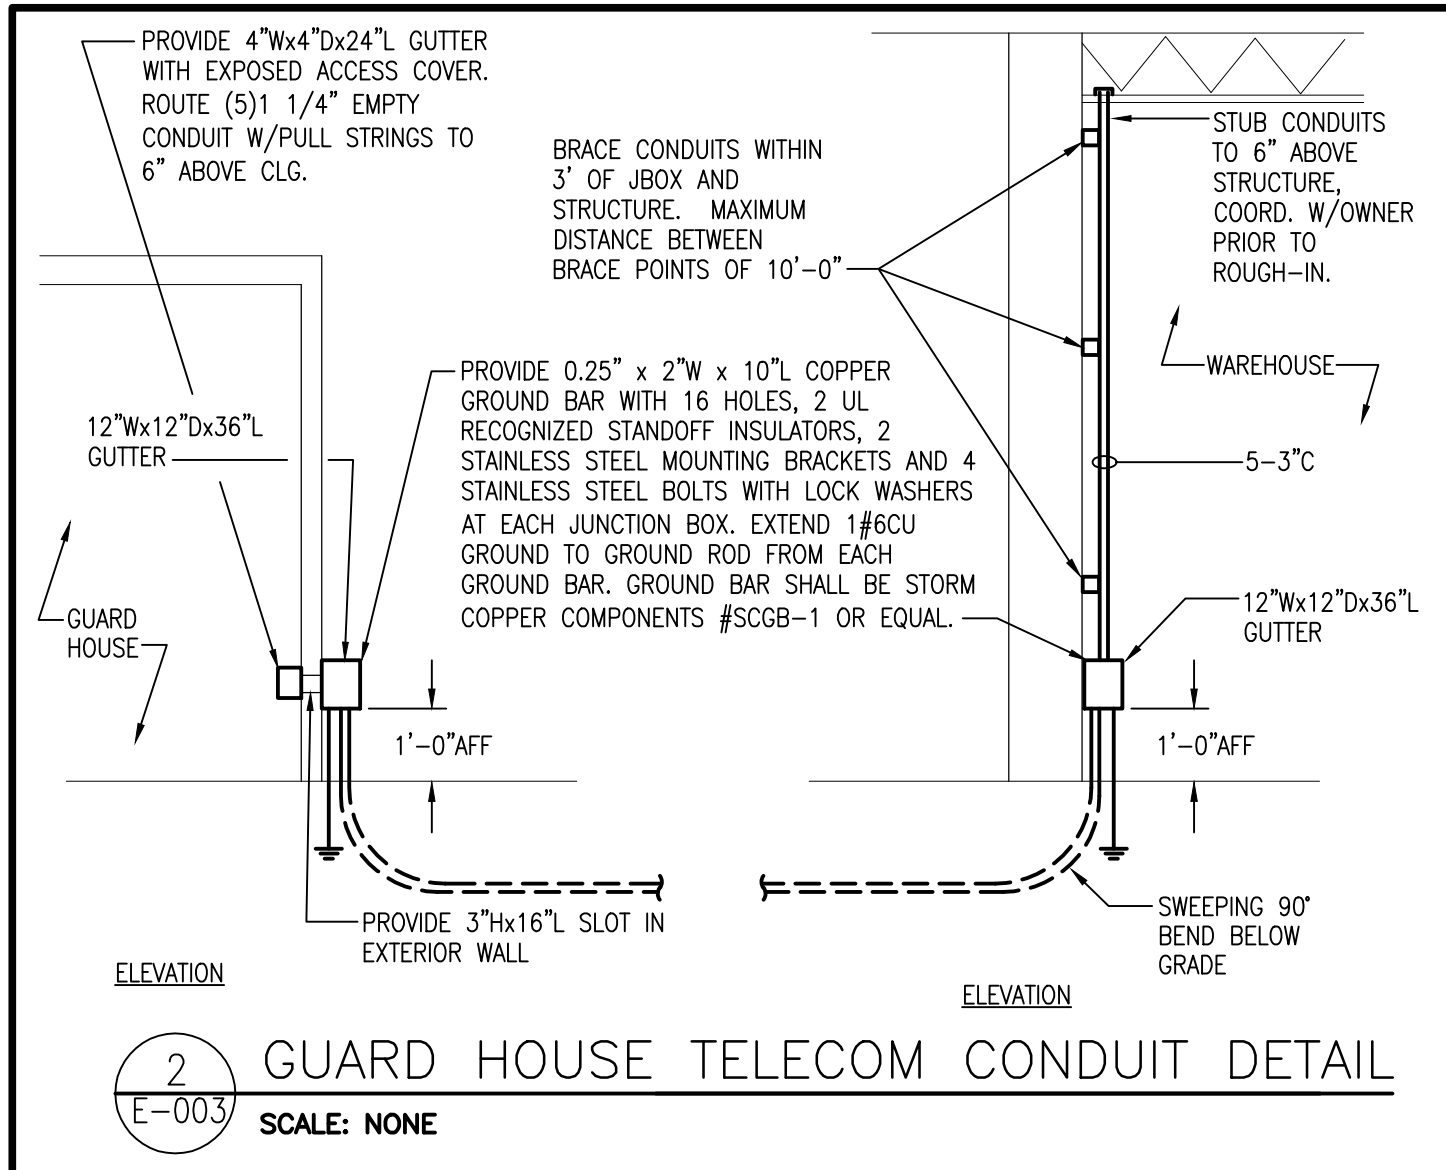 PROVIDE 4"Wx4"Dx24"L GUTTER
WITH EXPOSED ACCESS COVER.
ROUTE (5)1 1/4" EMPTY
CONDUIT W/PULL STRINGS TO
6" ABOVE CLG.
BRACE CONDUITS WITHIN
3' OF JBOX AND
STRUCTURE. MAXIMUM
DISTANCE BETWEEN
BRACE POINTS OF 10'-0"
STUB CONDUITS
TO 6" ABOVE
STRUCTURE,
COORD. W/OWNER
PRIOR TO
ROUGH-IN.
WAREHOUSE
12"Wx12"Dx36"L
GUTTER
PROVIDE 0.25" x 2"W x 10"L COPPER
GROUND BAR WITH 16 HOLES, 2 UL
RECOGNIZED STANDOFF INSULATORS, 2
STAINLESS STEEL MOUNTING BRACKETS AND 4
STAINLESS STEEL BOLTS WITH LOCK WASHERS
AT EACH JUNCTION BOX. EXTEND 1#6CU
GROUND TO GROUND ROD FROM EACH
GROUND BAR. GROUND BAR SHALL BE STORM
COPPER COMPONENTS #SCGB-1 OR EQUAL.
5-3"C
GUARD
HOUSE
12"Wx12"Dx36"L
GUTTER
1'-0"AFF
1'-0"AFF
PROVIDE 3"Hx16"L SLOT IN
EXTERIOR WALL
SWEEPING 90°
BEND BELOW
GRADE
ELEVATION
ELEVATION
2
E-003
GUARD HOUSE TELECOM CONDUIT DETAIL
SCALE: NONE